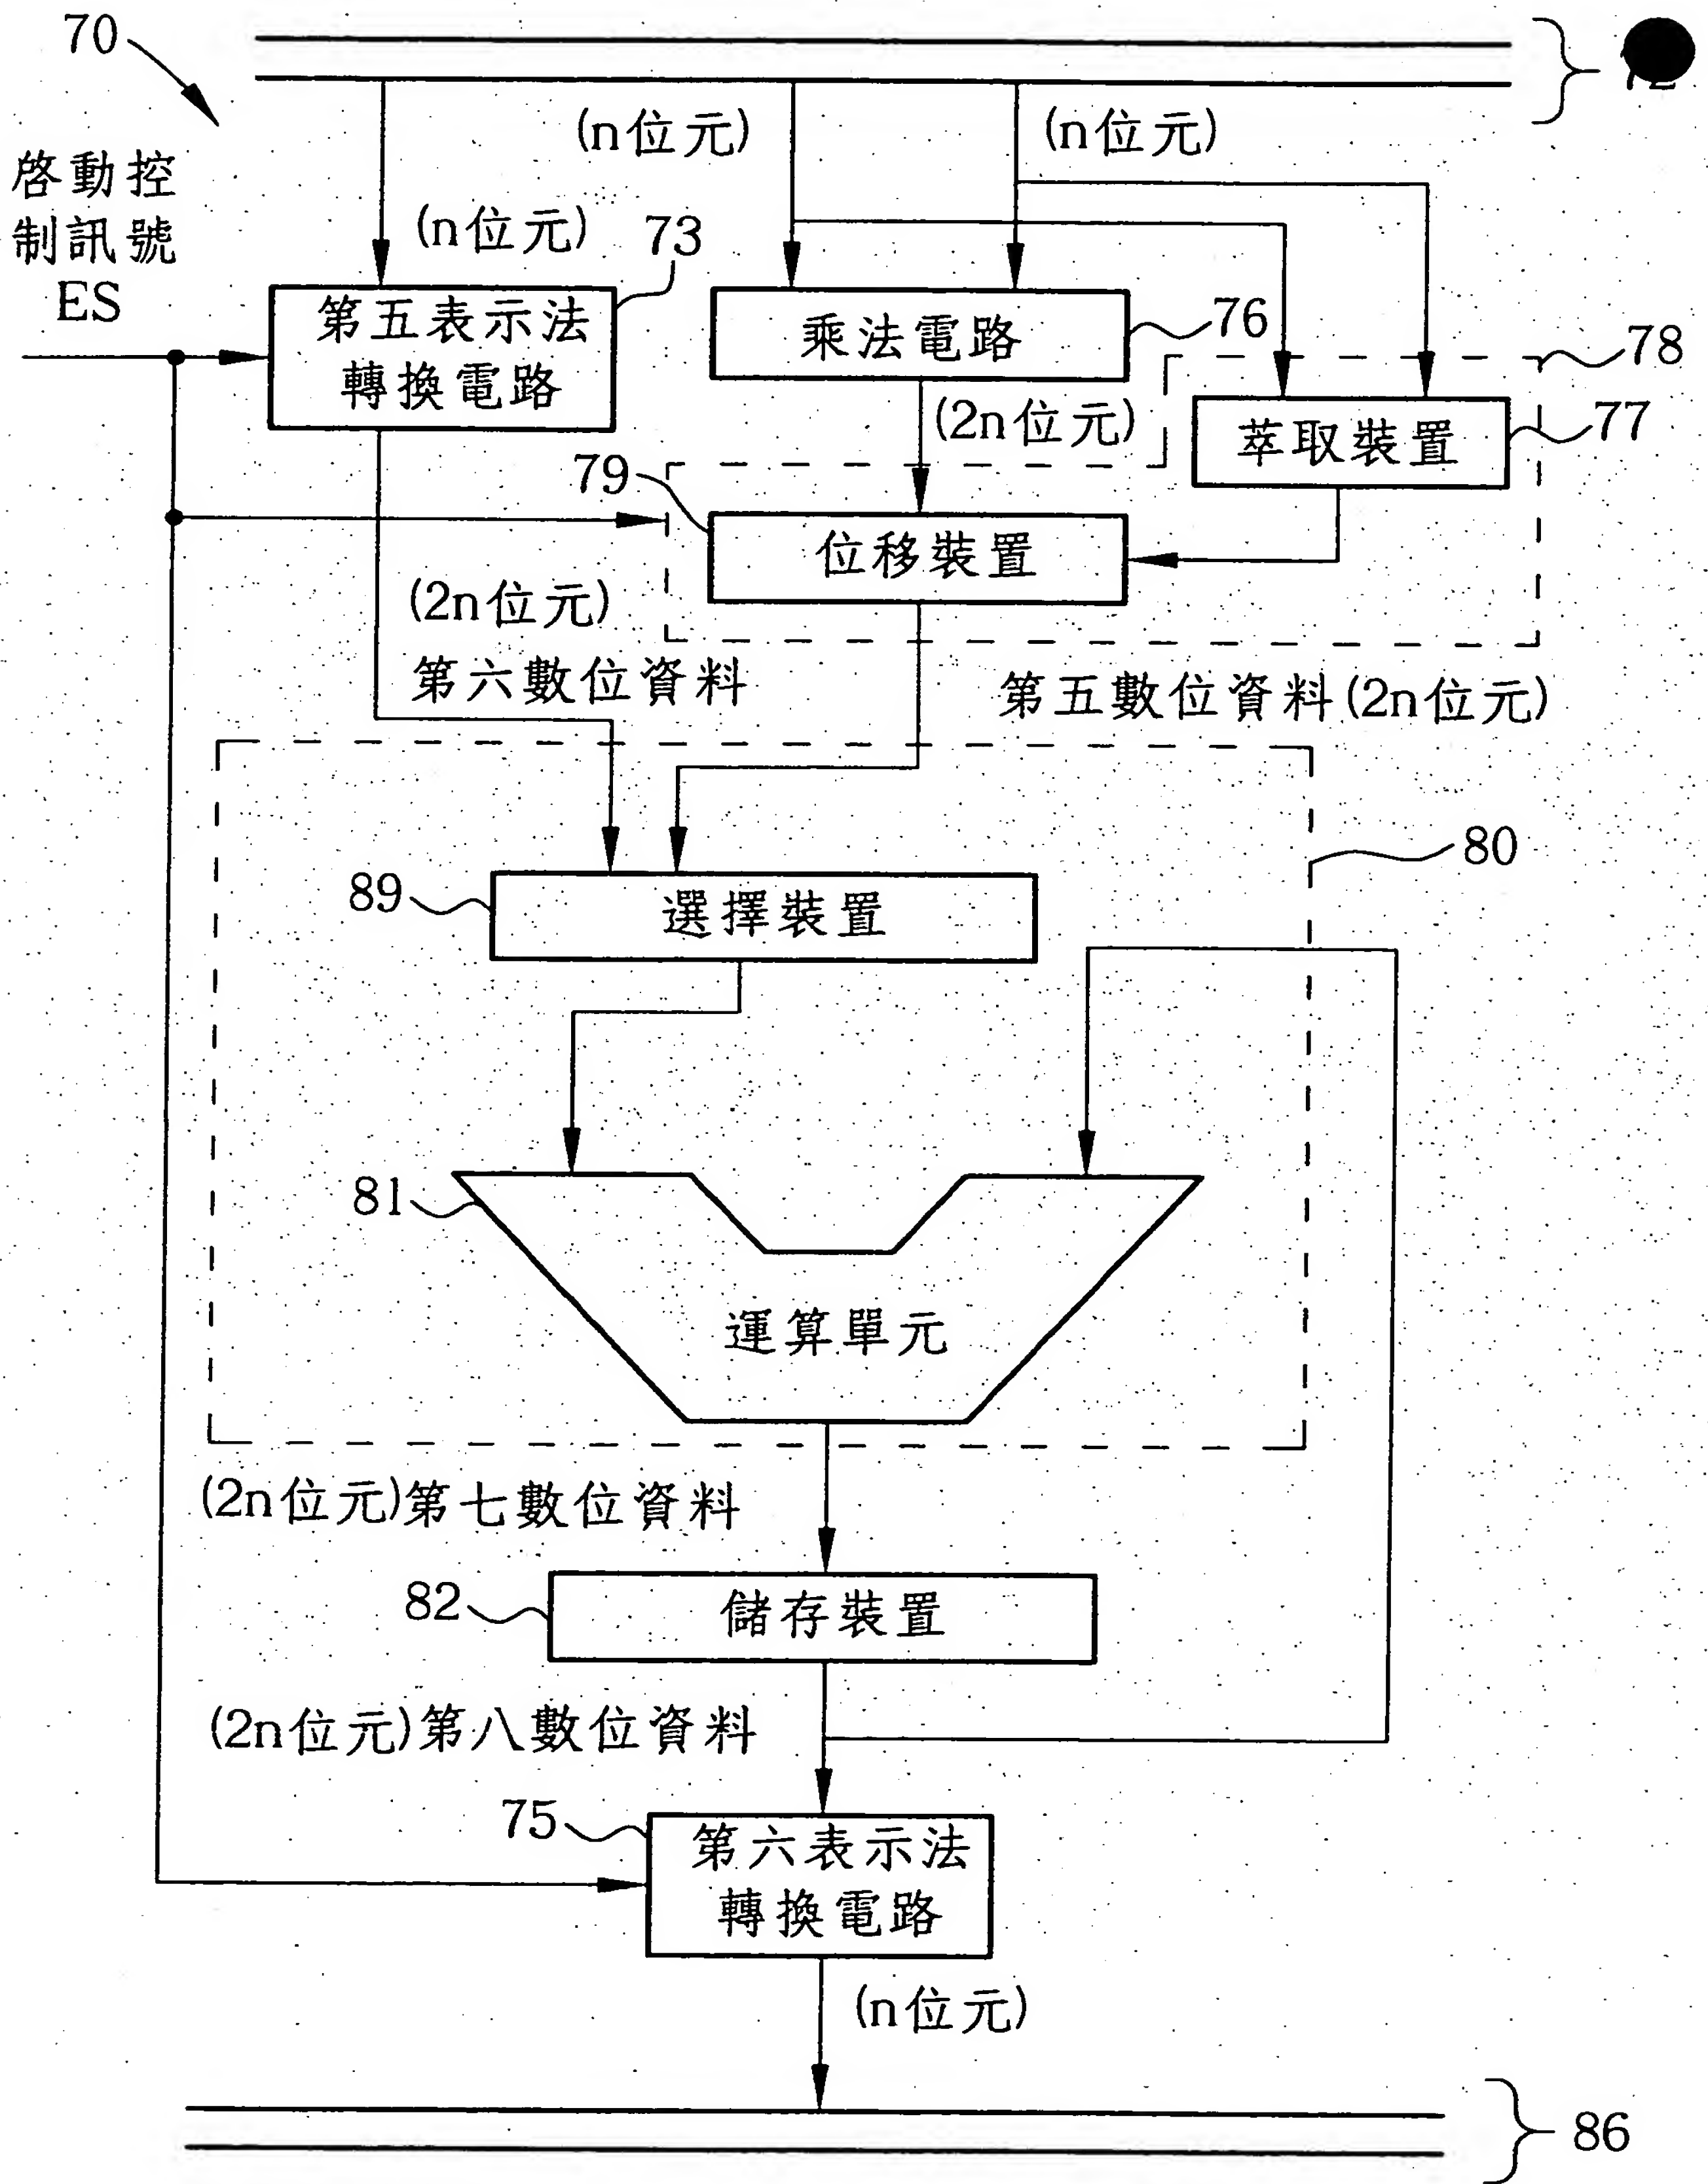 70
(n位元)
(n位元)
啓動控
制訊號
ES
(n位元)
73
第五表示法
轉換電路
乘法電路
76
78
(2n位元)
萃取裝置
77
79
位移裝置
(2n位元)
第六數位資料
第五數位資料(2n位元)
80
89
選擇裝置
81
運算單元
(2n位元)第七數位資料
82
儲存裝置
(2n位元)第八數位資料
75
第六表示法
轉換電路
(n位元)
86